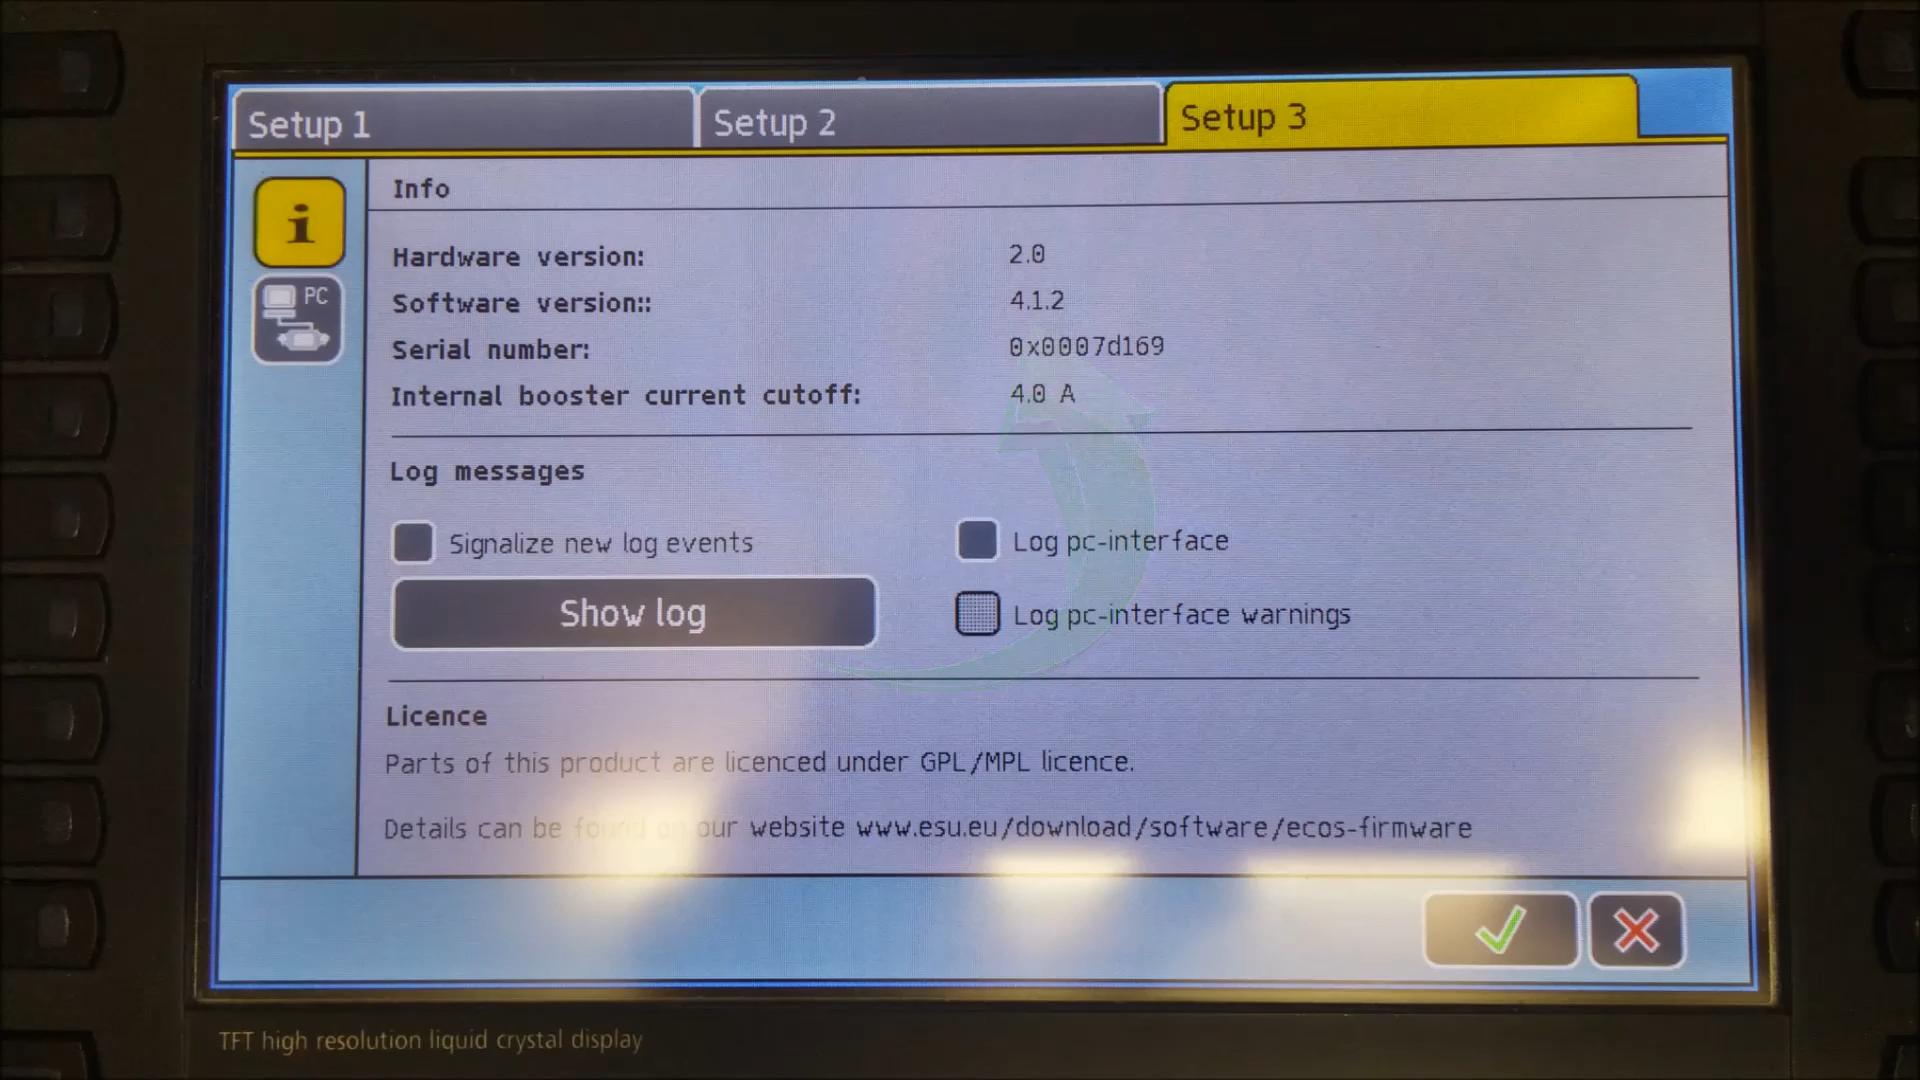 Setup 1
Setup 2
Setup 3
i
Info
PC
Hardware version: 2.0
Software version:: 4.1.2
Serial number: 0x0007d169
Internal booster current cutoff: 4.0 A
Log messages
Signalize new log events
Log pc-interface
Show log
Log pc-interface warnings
Licence
Parts of this product are licenced under GPL/MPL licence.
Details can be found on our website www.esu.eu/download/software/ecos-firmware
TFT high resolution liquid crystal display